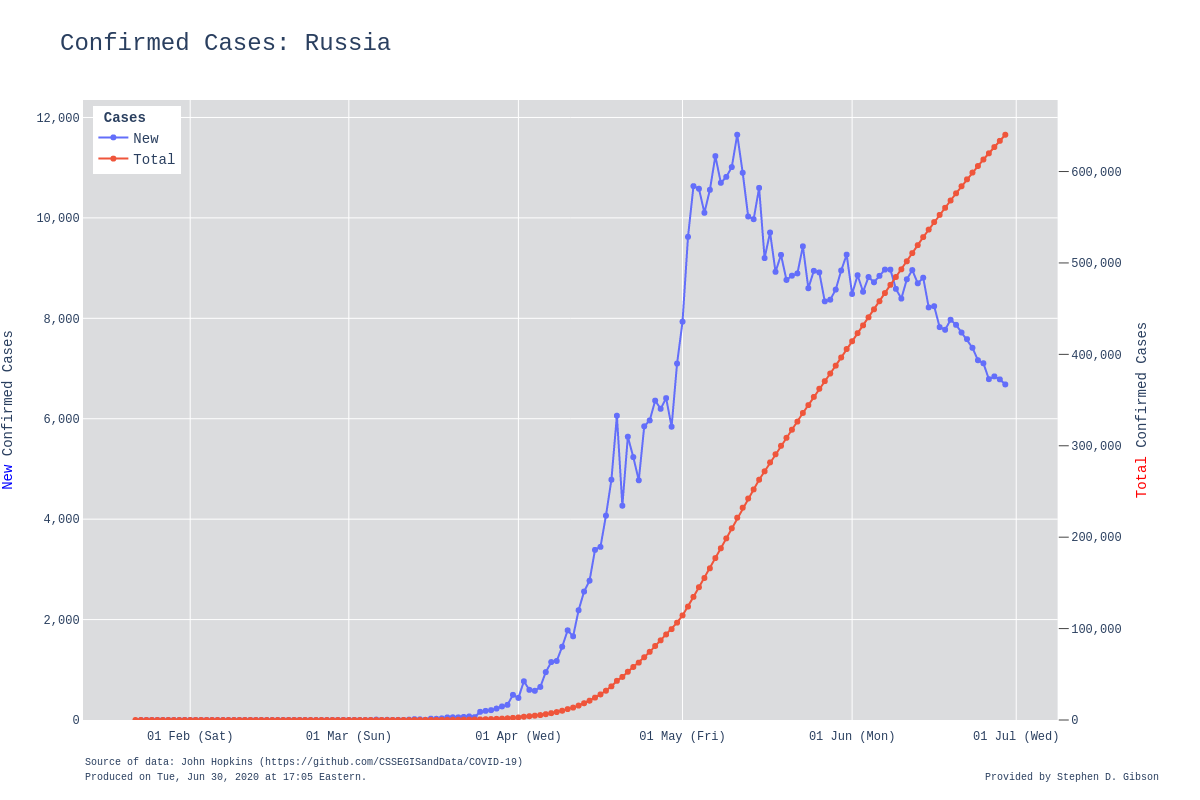 Confirmed Cases: Russia
Cases
New
Total
12,000
10,000
8,000
6,000
4,000
2,000
0
New Confirmed Cases
600,000
500,000
400,000
300,000
200,000
100,000
0
Total Confirmed Cases
01 Feb (Sat) 01 Mar (Sun) 01 Apr (Wed) 01 May (Fri) 01 Jun (Mon) 01 Jul (Wed)
Source of data: John Hopkins (https://github.com/CSSEGISandData/COVID-19)
Produced on Tue, Jun 30, 2020 at 17:05 Eastern.
Provided by Stephen D. Gibson